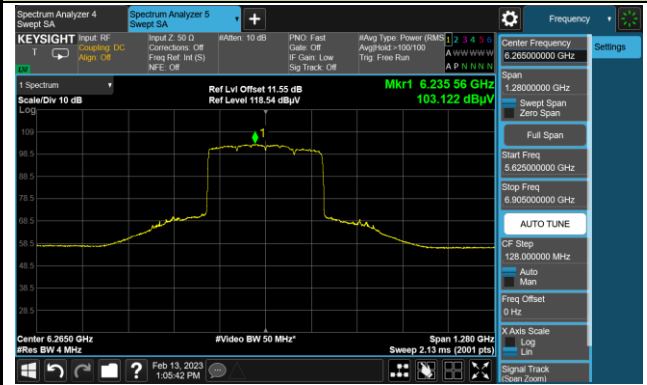 Spectrum Analyzer 4
Swept SA
Spectrum Analyzer 5
Swept SA
+
Frequency
KEYSIGHT
T
LXI
Input: RF
Coupling: DC
Align: Off
Input Z: 50 Ω
Corrections: Off
Freq Ref: Int (S)
NFE: Off
#Atten: 10 dB
PNO: Fast
Gate: Off
IF Gain: Low
Sig Track: Off
#Avg Type: Power (RMS
Avg|Hold:>100/100
Trig: Free Run
1 2 3 4 5 6
A W W W W W
A P N N N N
1 Spectrum
Scale/Div 10 dB
Log
Ref Lvl Offset 11.55 dB
Ref Level 118.54 dBµV
Mkr1 6.235 56 GHz
103.122 dBµV
1
109
98.5
88.5
78.5
68.5
58.5
48.5
38.5
28.5
Center 6.2650 GHz
#Res BW 4 MHz
#Video BW 50 MHz*
Span 1.280 GHz
Sweep 2.13 ms (2001 pts)
Center Frequency
6.265000000 GHz
Settings
Span
1.28000000 GHz
Swept Span
Zero Span
Full Span
Start Freq
5.625000000 GHz
Stop Freq
6.905000000 GHz
AUTO TUNE
CF Step
128.000000 MHz
Auto
Man
Freq Offset
0 Hz
X Axis Scale
Log
Lin
Signal Track
(Span Zoom)
?
Feb 13, 2023
1:05:42 PM